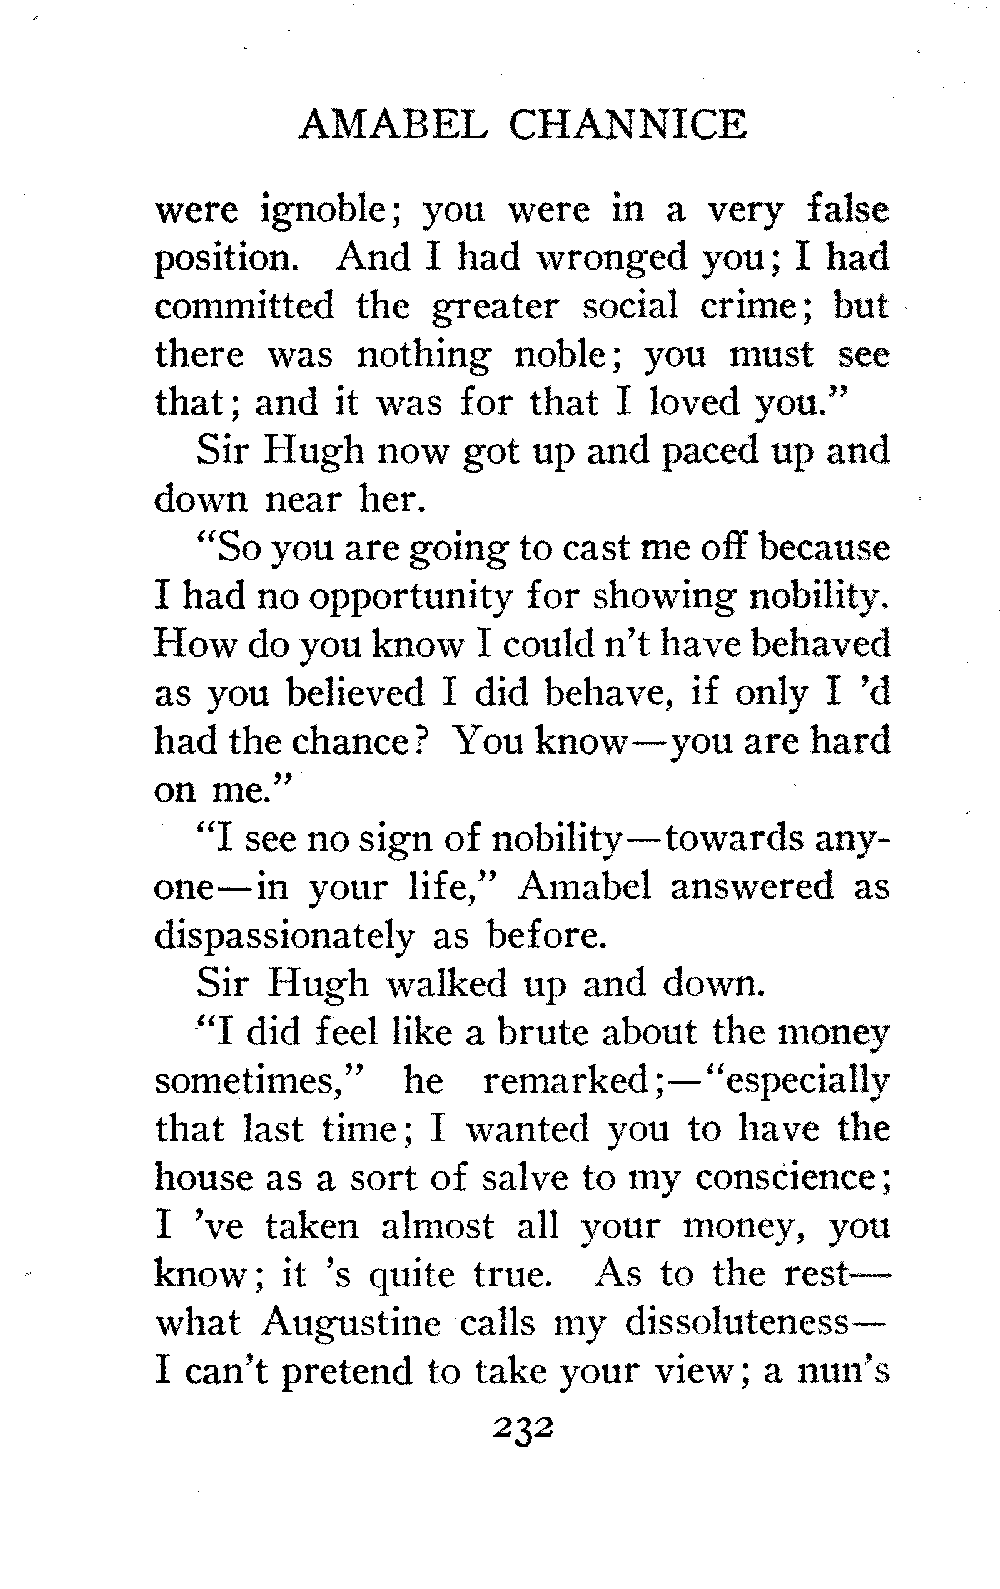 AMABEL CHANNICE
were ignoble; you were in a very false
position. And I had wronged you; I had
committed the greater social crime; but
there was nothing noble; you must see
that; and it was for that I loved you."
Sir Hugh now got up and paced up and
down near her.
"So you are going to cast me off because
I had no opportunity for showing nobility.
How do you know I could n't have behaved
as you believed I did behave, if only I 'd
had the chance? You know—you are hard
on me."
"I see no sign of nobility—towards any-
one—in your life," Amabel answered as
dispassionately as before.
Sir Hugh walked up and down.
"I did feel like a brute about the money
sometimes," he remarked;—"especially
that last time; I wanted you to have the
house as a sort of salve to my conscience;
I 've taken almost all your money, you
know; it 's quite true. As to the rest—
what Augustine calls my dissoluteness—
I can't pretend to take your view; a nun's
232